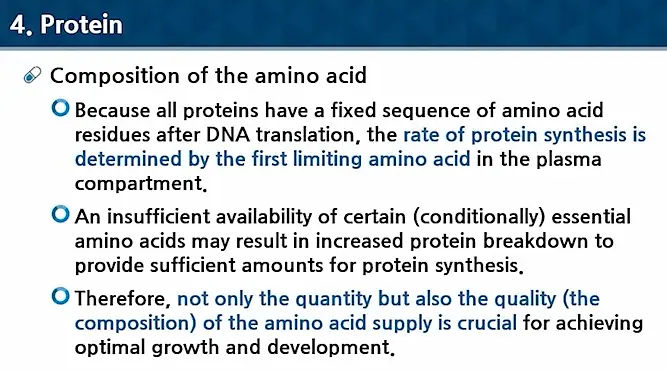 4. Protein
Composition of the amino acid
Because all proteins have a fixed sequence of amino acid
residues after DNA translation, the rate of protein synthesis is
determined by the first limiting amino acid in the plasma
compartment.
An insufficient availability of certain (conditionally) essential
amino acids may result in increased protein breakdown to
provide sufficient amounts for protein synthesis.
Therefore, not only the quantity but also the quality (the
composition) of the amino acid supply is crucial for achieving
optimal growth and development.